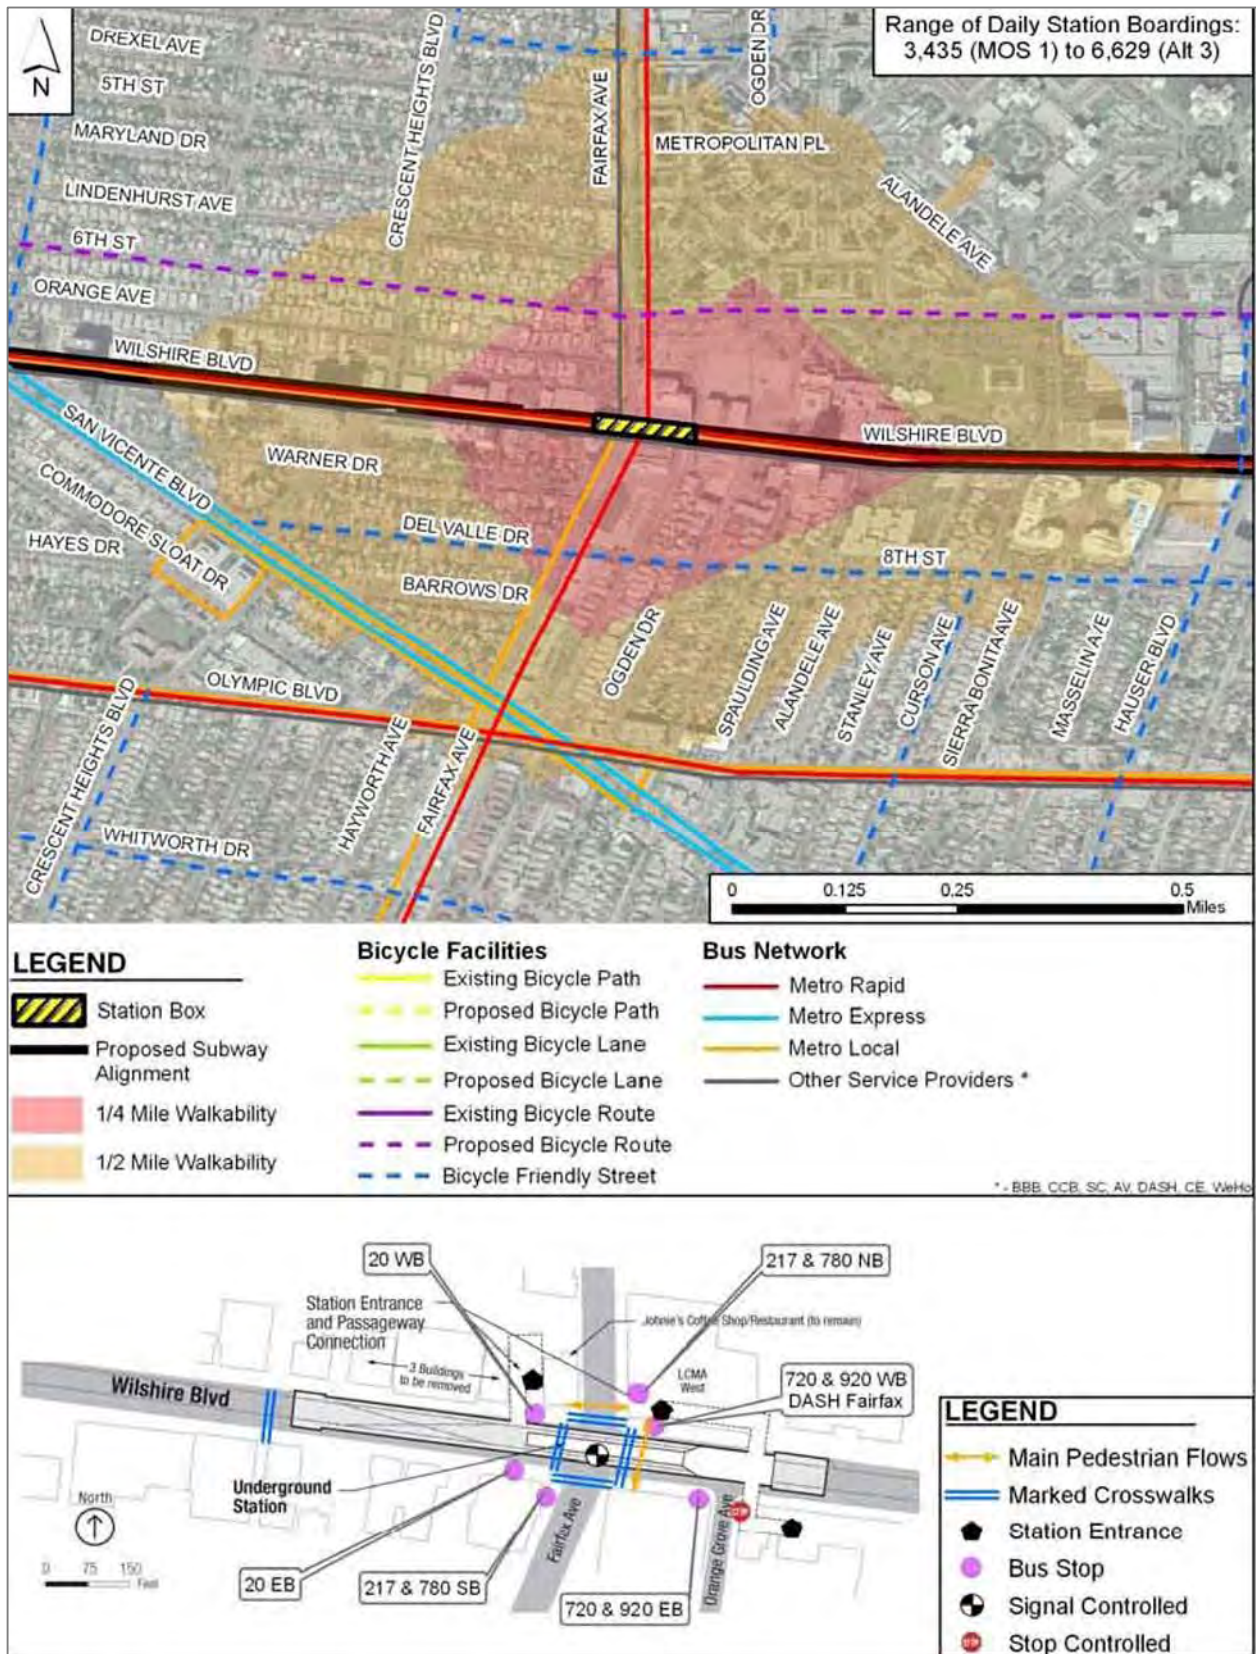 Range of Daily Station Boardings:
3,435 (MOS 1) to 6,629 (Alt 3)
N
DREXEL AVE
5TH ST
MARYLAND DR
LINDENHURST AVE
6TH ST
ORANGE AVE
WILSHIRE BLVD
CRESCENT HEIGHTS BLVD
FAIRFAX AVE
OGDEN DR
METROPOLITAN PL
ALANDELE AVE
WILSHIRE BLVD
SAN VICENTE BLVD
COMMODORE SLOAT DR
HAYES DR
WARNER DR
DEL VALLE DR
BARROWS DR
8TH ST
OGDEN DR
SPAULDING AVE
ALANDELE AVE
STANLEY AVE
CURSON AVE
SIERRA BONITA AVE
MASSELIN AVE
HAUSER BLVD
OLYMPIC BLVD
CRESCENT HEIGHTS BLVD
HAYWORTH AVE
FAIRFAX AVE
WHITWORTH DR
0 0.125 0.25 0.5
Miles
LEGEND
Station Box
Proposed Subway
Alignment
1/4 Mile Walkability
1/2 Mile Walkability
Bicycle Facilities
Existing Bicycle Path
Proposed Bicycle Path
Existing Bicycle Lane
Proposed Bicycle Lane
Existing Bicycle Route
Proposed Bicycle Route
Bicycle Friendly Street
Bus Network
Metro Rapid
Metro Express
Metro Local
Other Service Providers *
* - BBB, CCB, SC, AV, DASH, CE, WeHo
20 WB
217 & 780 NB
Station Entrance
and Passageway
Connection
Johnie's Coffee Shop/Restaurant (to remain)
3 Buildings
to be removed
LCMA
West
720 & 920 WB
DASH Fairfax
Wilshire Blvd
Underground
Station
North
0 75 150
Feet
Fairfax Ave
Orange Grove Ave
20 EB
217 & 780 SB
720 & 920 EB
LEGEND
Main Pedestrian Flows
Marked Crosswalks
Station Entrance
Bus Stop
Signal Controlled
Stop Controlled